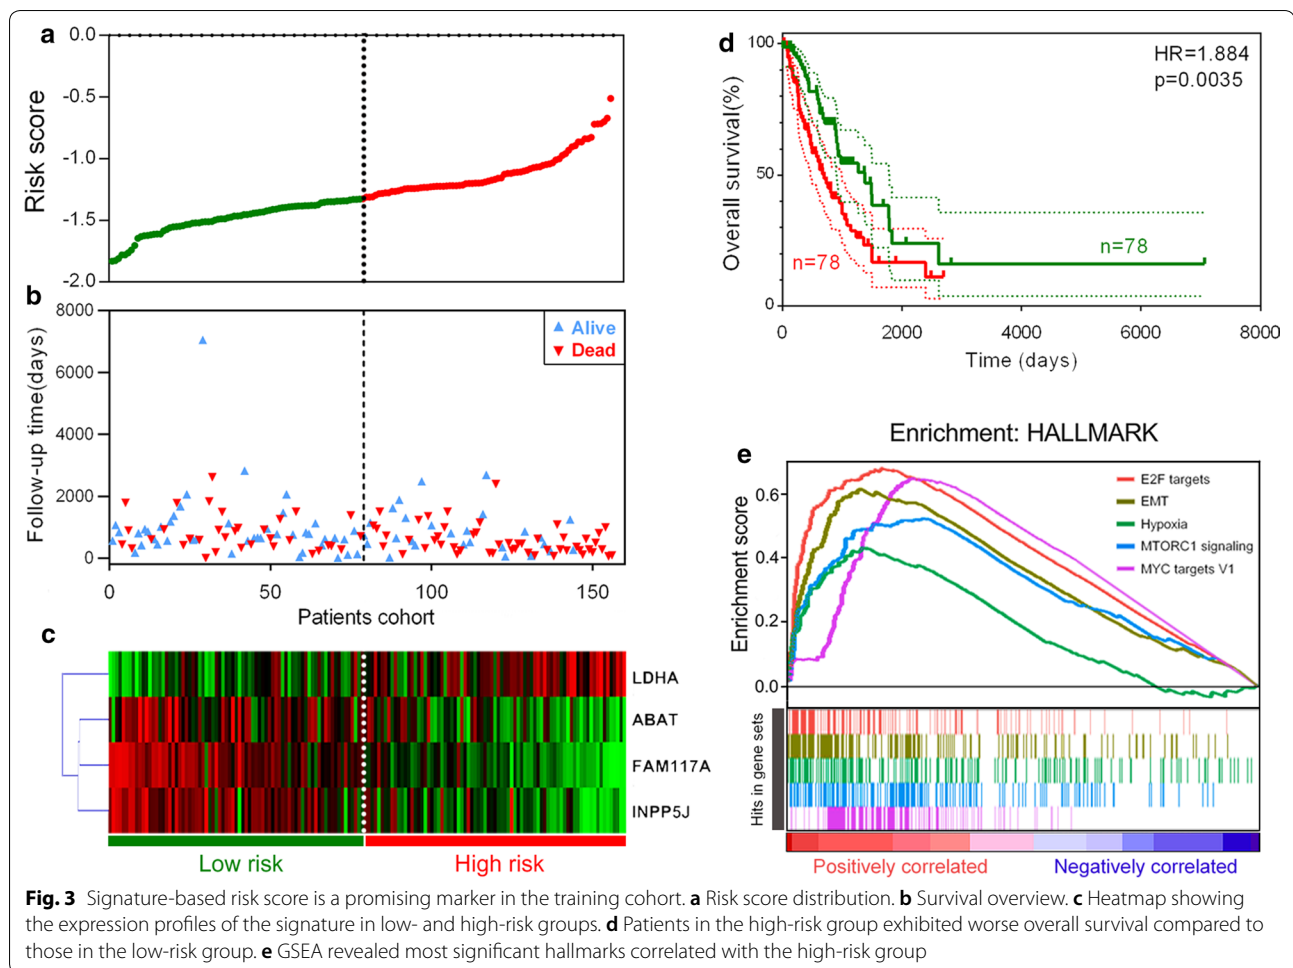 a
0.0
-0.5
-1.0
-1.5
-2.0
Risk score
b
8000
6000
4000
2000
0
Follow-up time(days)
Alive
Dead
0
50
100
150
Patients cohort
c
LDHA
ABAT
FAM117A
INPP5J
Low risk
High risk
d
100
50
0
Overall survival(%)
HR=1.884
p=0.0035
n=78
n=78
0
2000
4000
6000
8000
Time (days)
Enrichment: HALLMARK
e
0.6
0.4
0.2
0.0
Enrichment score
E2F targets
EMT
Hypoxia
MTORC1 signaling
MYC targets V1
Hits in gene sets
Positively correlated
Negatively correlated
Fig. 3 Signature-based risk score is a promising marker in the training cohort. a Risk score distribution. b Survival overview. c Heatmap showing
the expression profiles of the signature in low- and high-risk groups. d Patients in the high-risk group exhibited worse overall survival compared to
those in the low-risk group. e GSEA revealed most significant hallmarks correlated with the high-risk group